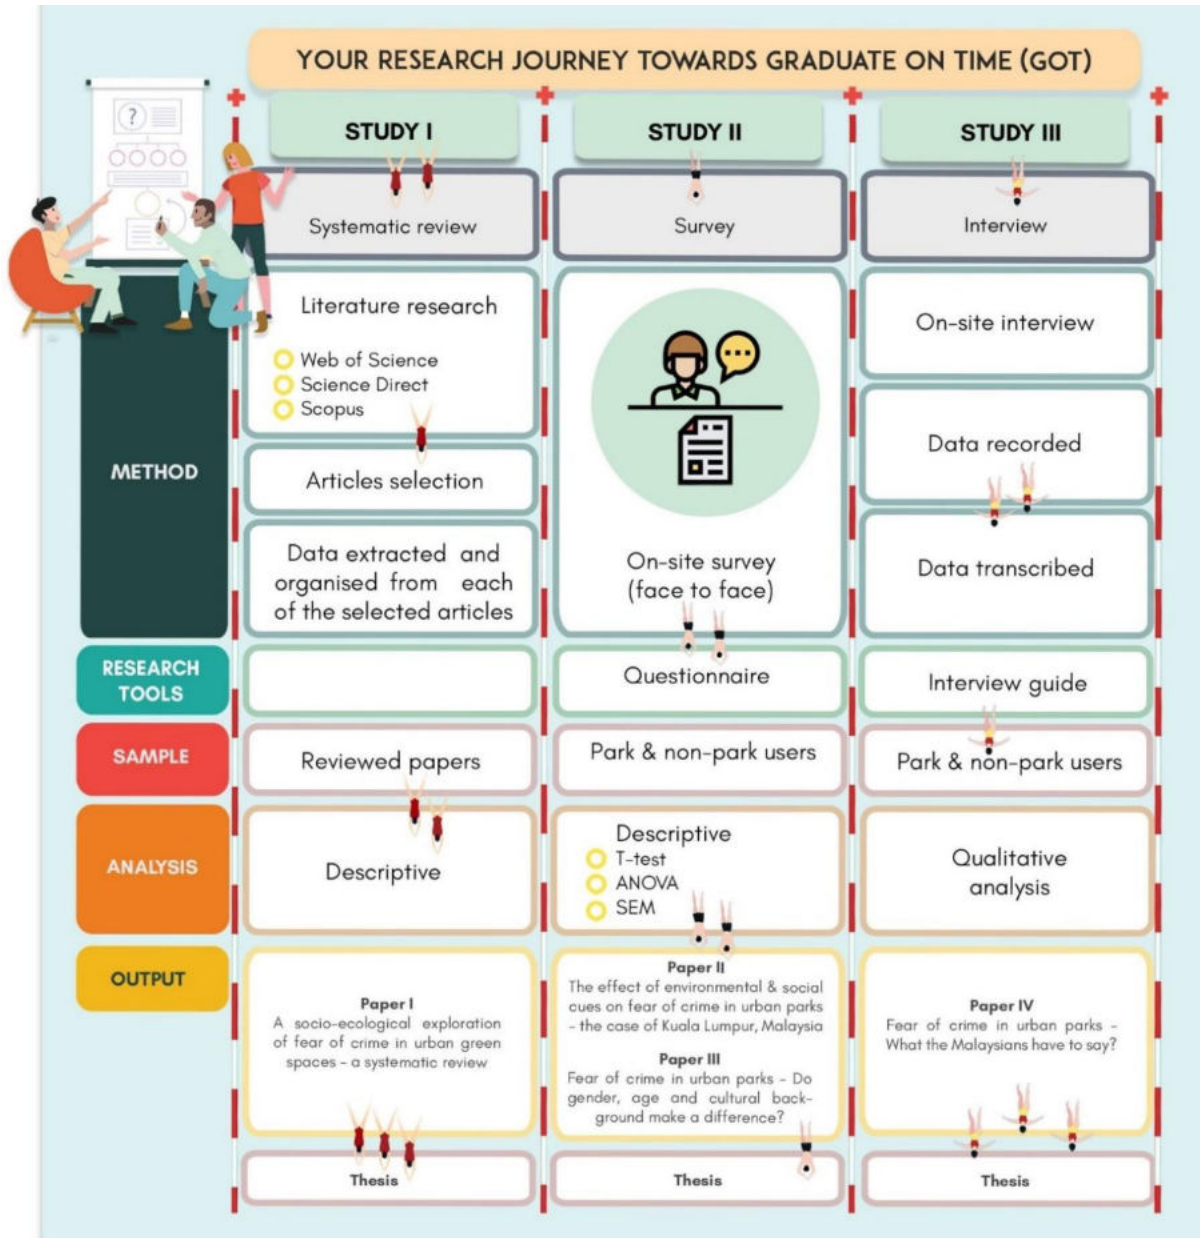 YOUR RESEARCH JOURNEY TOWARDS GRADUATE ON TIME (GOT)
STUDY I
STUDY II
STUDY III
?
Systematic review
Survey
Interview
METHOD
Literature research
Web of Science
Science Direct
Scopus
Articles selection
Data extracted and
organised from each
of the selected articles
On-site survey
(face to face)
On-site interview
Data recorded
Data transcribed
RESEARCH
TOOLS
Questionnaire
Interview guide
SAMPLE
Reviewed papers
Park & non-park users
Park & non-park users
ANALYSIS
Descriptive
Descriptive
T-test
ANOVA
SEM
Qualitative
analysis
OUTPUT
Paper I
A socio-ecological exploration
of fear of crime in urban green
spaces - a systematic review
Paper II
The effect of environmental & social
cues on fear of crime in urban parks
- the case of Kuala Lumpur, Malaysia
Paper III
Fear of crime in urban parks - Do
gender, age and cultural back-
ground make a difference?
Paper IV
Fear of crime in urban parks -
What the Malaysians have to say?
Thesis
Thesis
Thesis